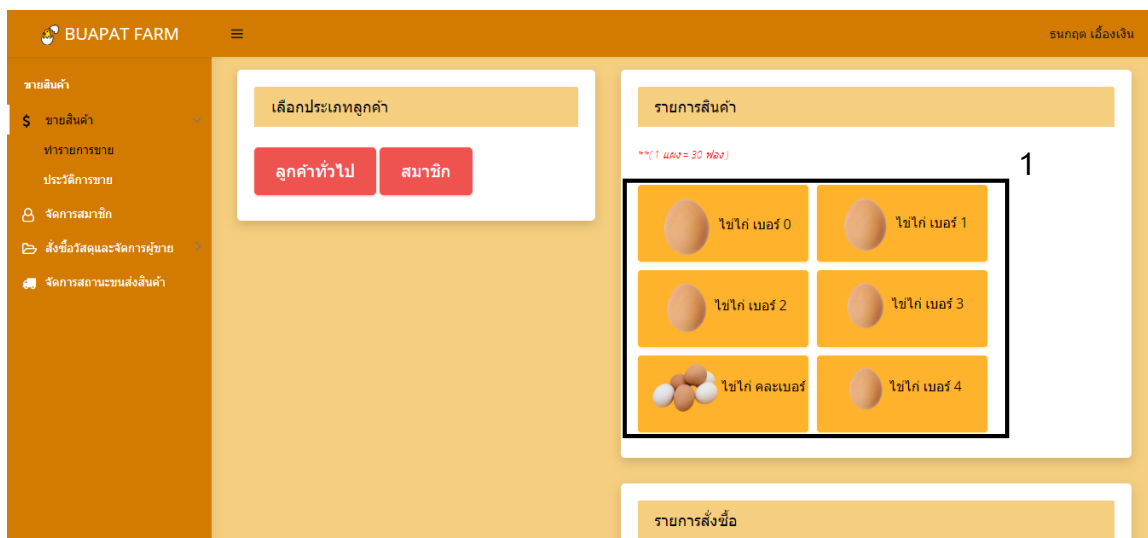 BUAPAT FARM
ธนกฤต เอื้องเงิน
ขายสินค้า
$ ขายสินค้า
ทำรายการขาย
ประวัติการขาย
จัดการสมาชิก
สั่งซื้อวัสดุและจัดการผู้ขาย
จัดการสถานะขนส่งสินค้า
เลือกประเภทลูกค้า
ลูกค้าทั่วไป
สมาชิก
รายการสินค้า
**(1 แผง = 30 ฟอง)
1
ไข่ไก่ เบอร์ 0
ไข่ไก่ เบอร์ 1
ไข่ไก่ เบอร์ 2
ไข่ไก่ เบอร์ 3
ไข่ไก่ คละเบอร์
ไข่ไก่ เบอร์ 4
รายการสั่งซื้อ